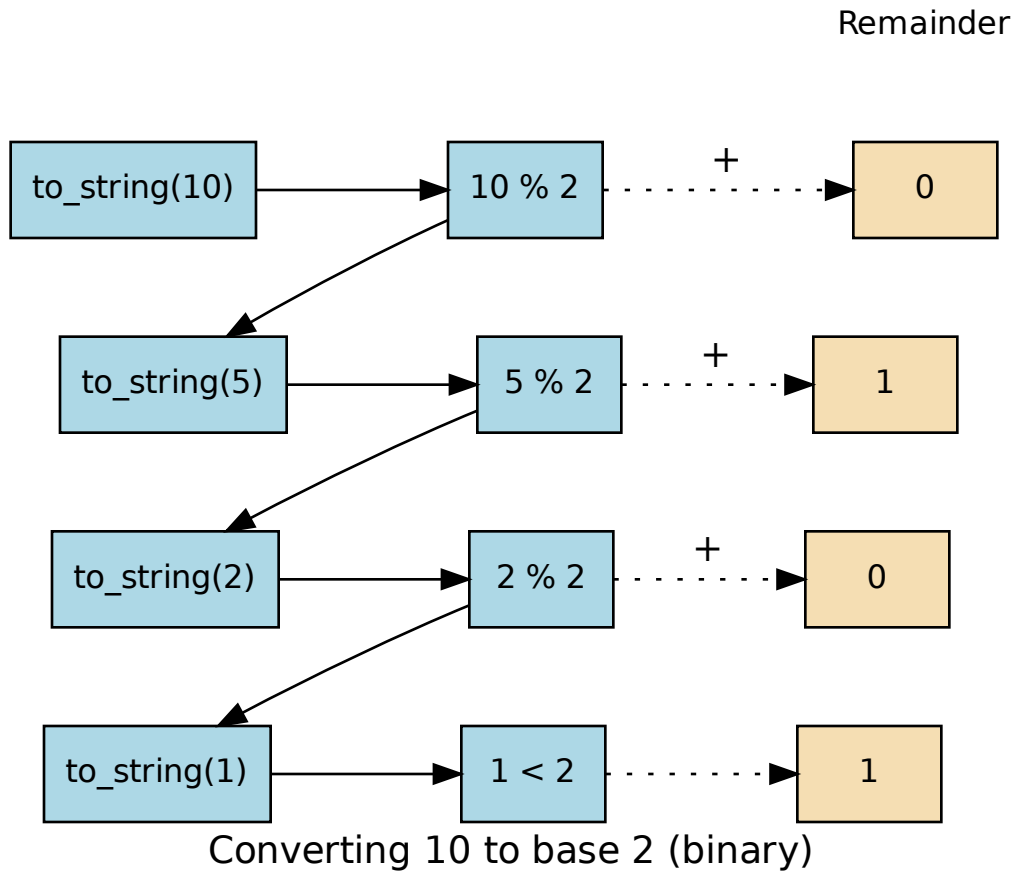 Remainder
to_string(10) 10 % 2 + 0
to_string(5) 5 % 2 + 1
to_string(2) 2 % 2 + 0
to_string(1) 1 < 2 1
Converting 10 to base 2 (binary)